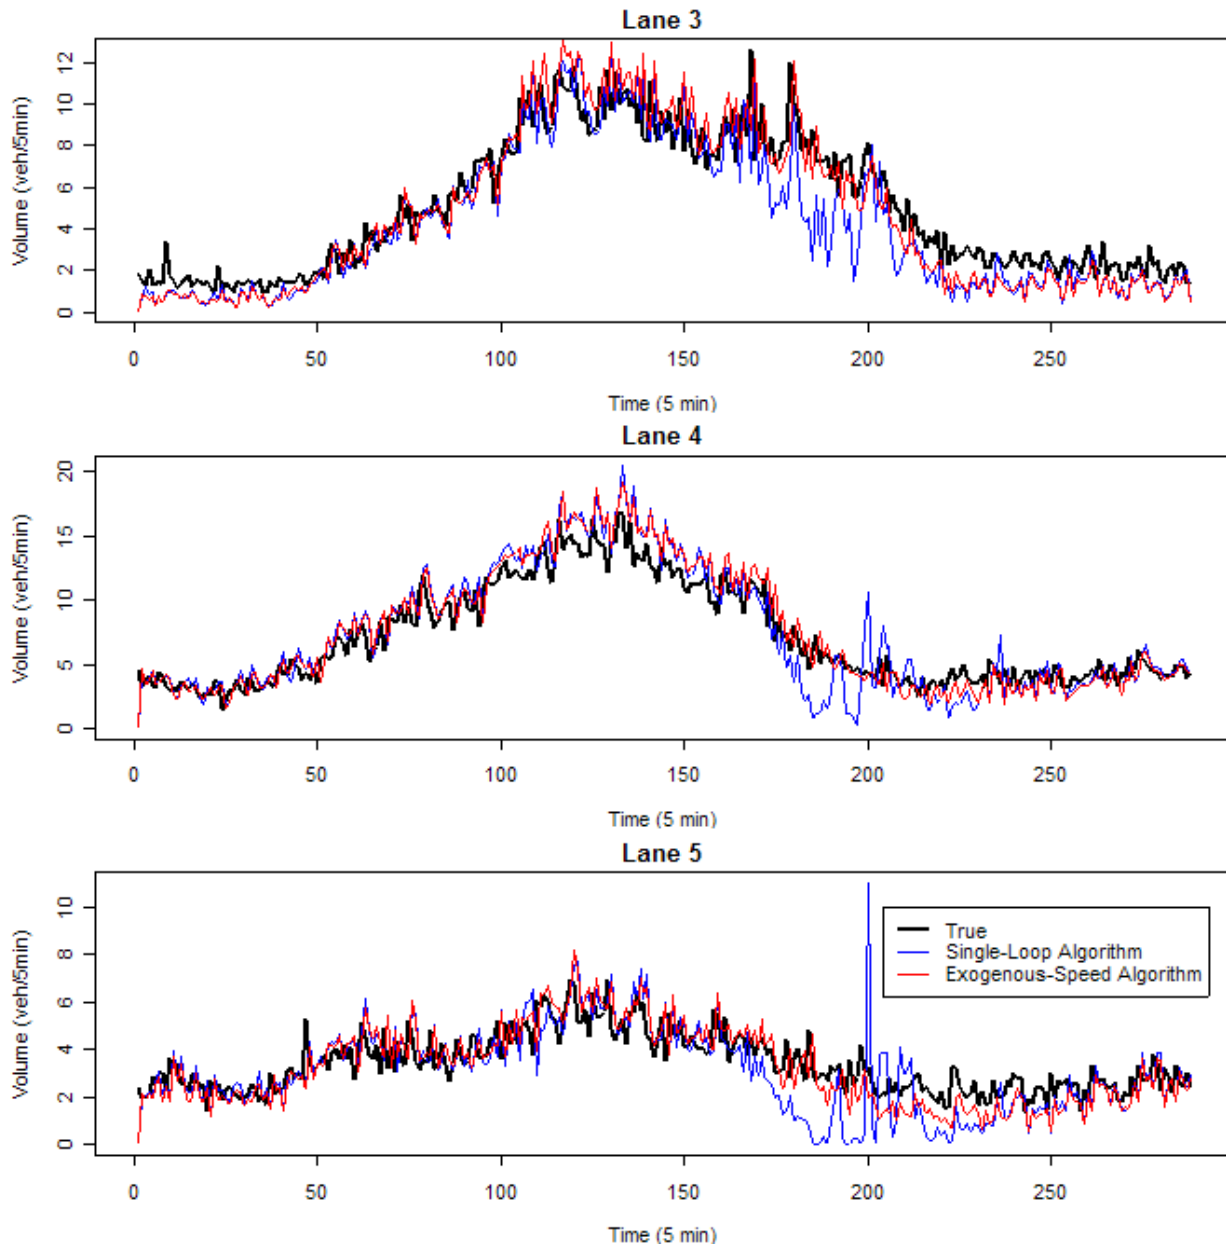 Lane 3
Volume (veh/5min)
12
10
8
6
4
2
0
0 50 100 150 200 250
Time (5 min)
Lane 4
Volume (veh/5min)
20
15
10
5
0
0 50 100 150 200 250
Time (5 min)
Lane 5
Volume (veh/5min)
10
8
6
4
2
0
True
Single-Loop Algorithm
Exogenous-Speed Algorithm
0 50 100 150 200 250
Time (5 min)